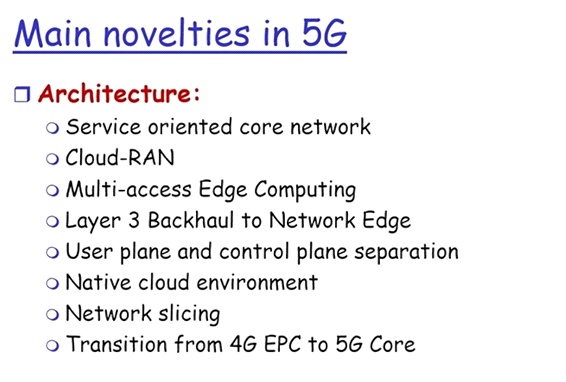 Main novelties in 5G
Architecture:
Service oriented core network
Cloud-RAN
Multi-access Edge Computing
Layer 3 Backhaul to Network Edge
User plane and control plane separation
Native cloud environment
Network slicing
Transition from 4G EPC to 5G Core